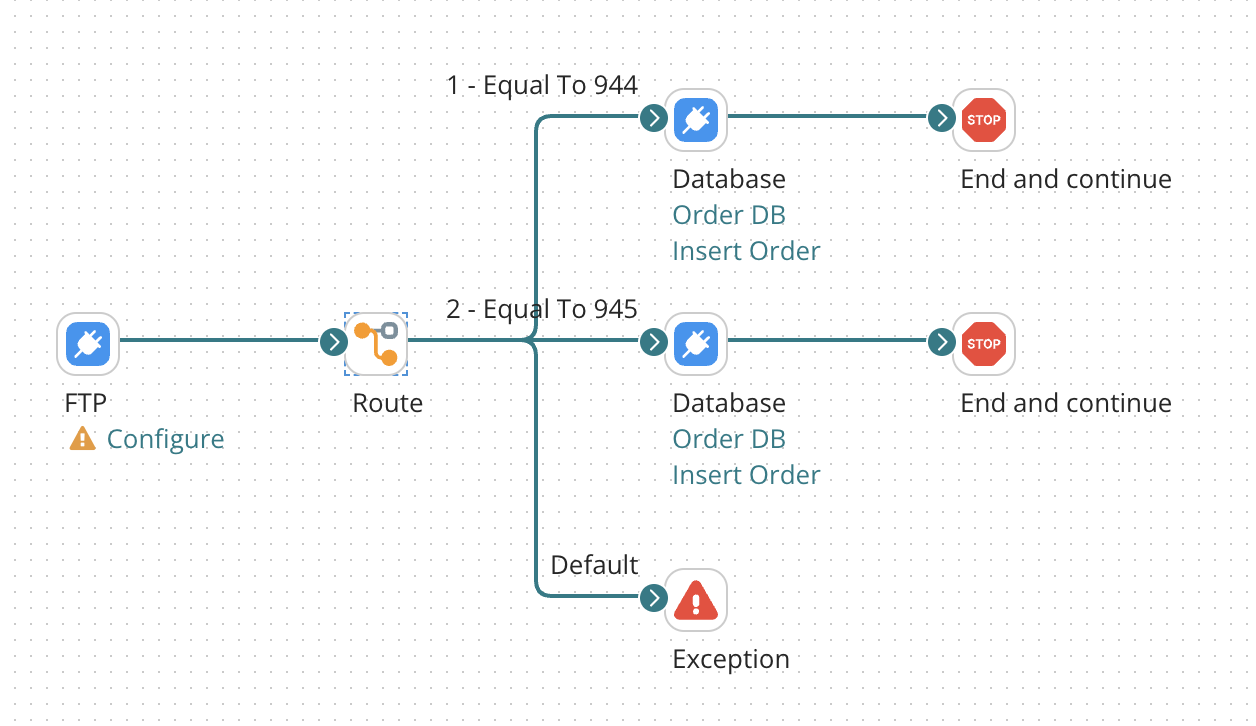 1 - Equal To 944
STOP
Database
End and continue
Order DB
Insert Order
2 - Equal To 945
STOP
FTP
Route
Database
End and continue
Configure
Order DB
Insert Order
Default
Exception